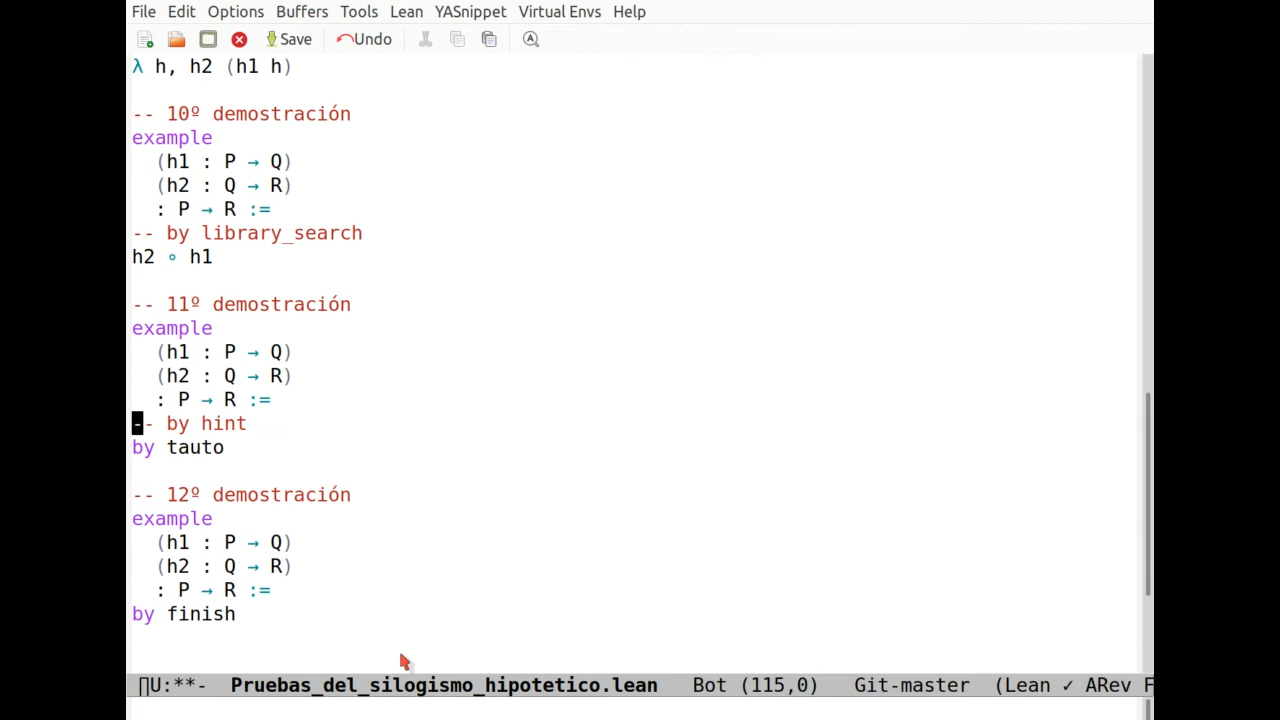 File Edit Options Buffers Tools Lean YASnippet Virtual Envs Help
Save Undo
λ h, h2 (h1 h)
-- 10º demostración
example
(h1 : P → Q)
(h2 : Q → R)
: P → R :=
-- by library_search
h2 ∘ h1
-- 11º demostración
example
(h1 : P → Q)
(h2 : Q → R)
: P → R :=
-- by hint
by tauto
-- 12º demostración
example
(h1 : P → Q)
(h2 : Q → R)
: P → R :=
by finish
∏U:**- Pruebas_del_silogismo_hipotetico.lean Bot (115,0) Git-master (Lean ✓ ARev F